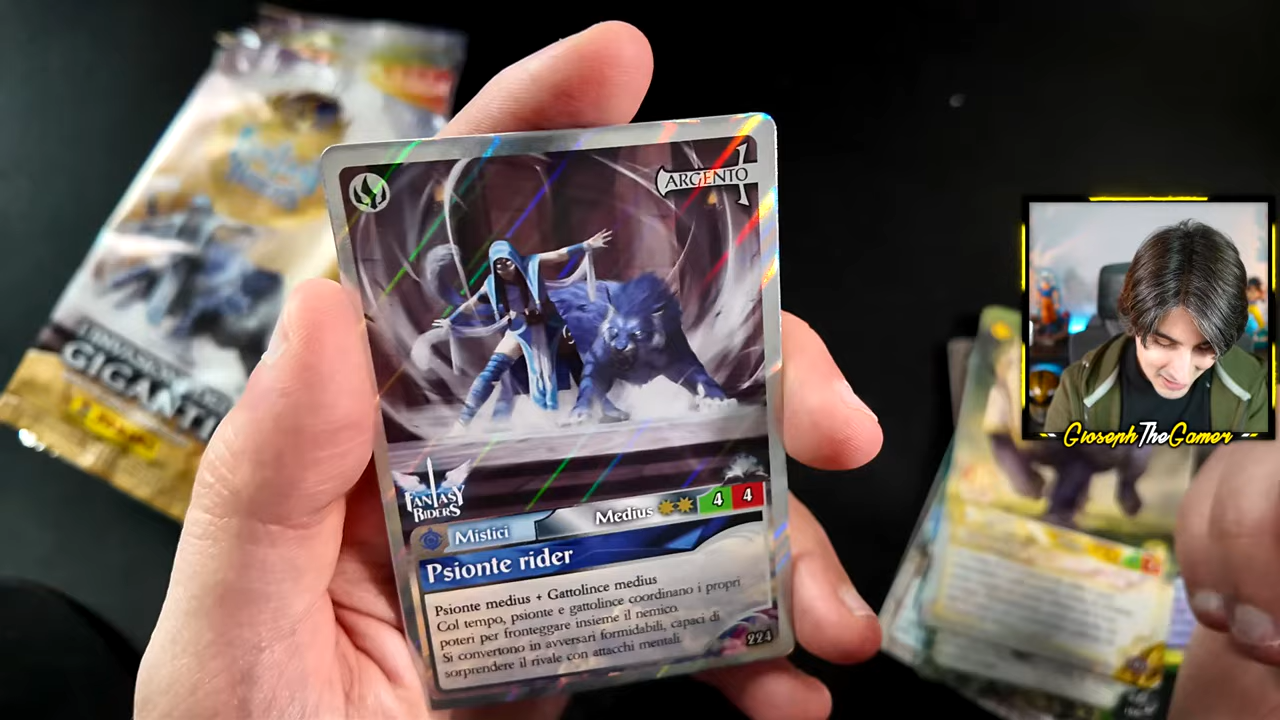 ARGENTO
FANTASY
RIDERS
Medius 4 4
Mistici
Psionte rider
Psionte medius + Gattolince medius
Col tempo, psionte e gattolince coordinano i propri
poteri per fronteggiare insieme il nemico.
Si convertono in avversari formidabili, capaci di
sorprendere il rivale con attacchi mentali.
224
GIGANTI
GiosephTheGamer